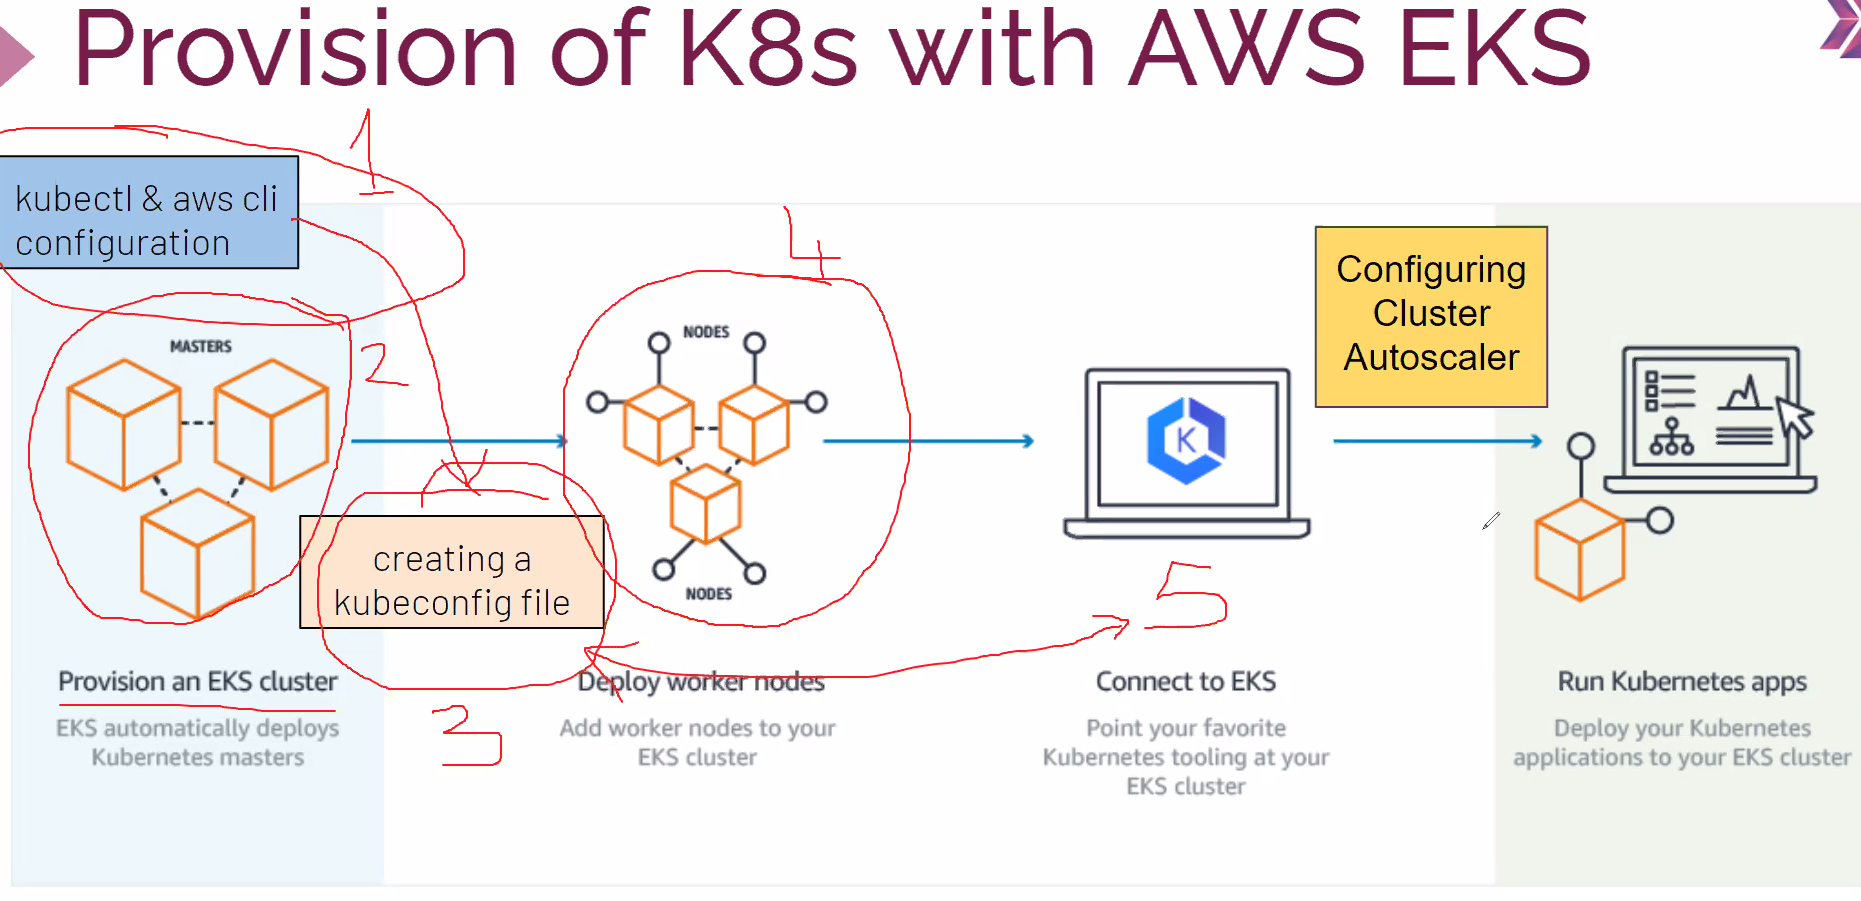 Provision of K8s with AWS EKS
1
kubectl & aws cli
configuration
2
MASTERS
creating a
kubeconfig file
3
4
NODES
NODES
K
5
Configuring
Cluster
Autoscaler
Provision an EKS cluster
EKS automatically deploys
Kubernetes masters
Deploy worker nodes
Add worker nodes to your
EKS cluster
Connect to EKS
Point your favorite
Kubernetes tooling at your
EKS cluster
Run Kubernetes apps
Deploy your Kubernetes
applications to your EKS cluster